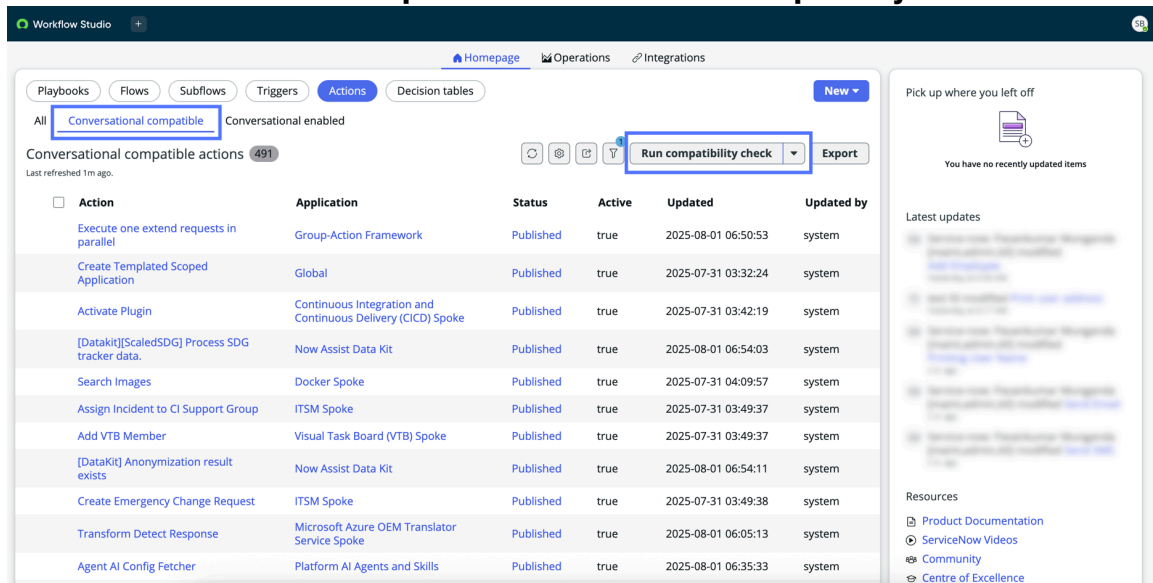 Workflow Studio
+
SB
Homepage Operations Integrations
Playbooks Flows Subflows Triggers Actions Decision tables New
All Conversational compatible Conversational enabled
Conversational compatible actions 491
1
Run compatibility check Export
Last refreshed 1m ago.
Action Application Status Active Updated Updated by
Execute one extend requests in
parallel
Group-Action Framework Published true 2025-08-01 06:50:53 system
Create Templated Scoped
Application
Global Published true 2025-07-31 03:32:24 system
Activate Plugin
Continuous Integration and
Continuous Delivery (CICD) Spoke
Published true 2025-07-31 03:42:19 system
[Datakit][ScaledSDG] Process SDG
tracker data.
Now Assist Data Kit Published true 2025-08-01 06:54:03 system
Search Images Docker Spoke Published true 2025-07-31 04:09:57 system
Assign Incident to CI Support Group ITSM Spoke Published true 2025-07-31 03:49:37 system
Add VTB Member Visual Task Board (VTB) Spoke Published true 2025-07-31 03:49:37 system
[DataKit] Anonymization result
exists
Now Assist Data Kit Published true 2025-08-01 06:54:11 system
Create Emergency Change Request ITSM Spoke Published true 2025-07-31 03:49:38 system
Transform Detect Response
Microsoft Azure OEM Translator
Service Spoke
Published true 2025-08-01 06:05:13 system
Agent AI Config Fetcher Platform AI Agents and Skills Published true 2025-08-01 06:35:33 system
Pick up where you left off
You have no recently updated items
Latest updates
Resources
Product Documentation
ServiceNow Videos
Community
Centre of Excellence